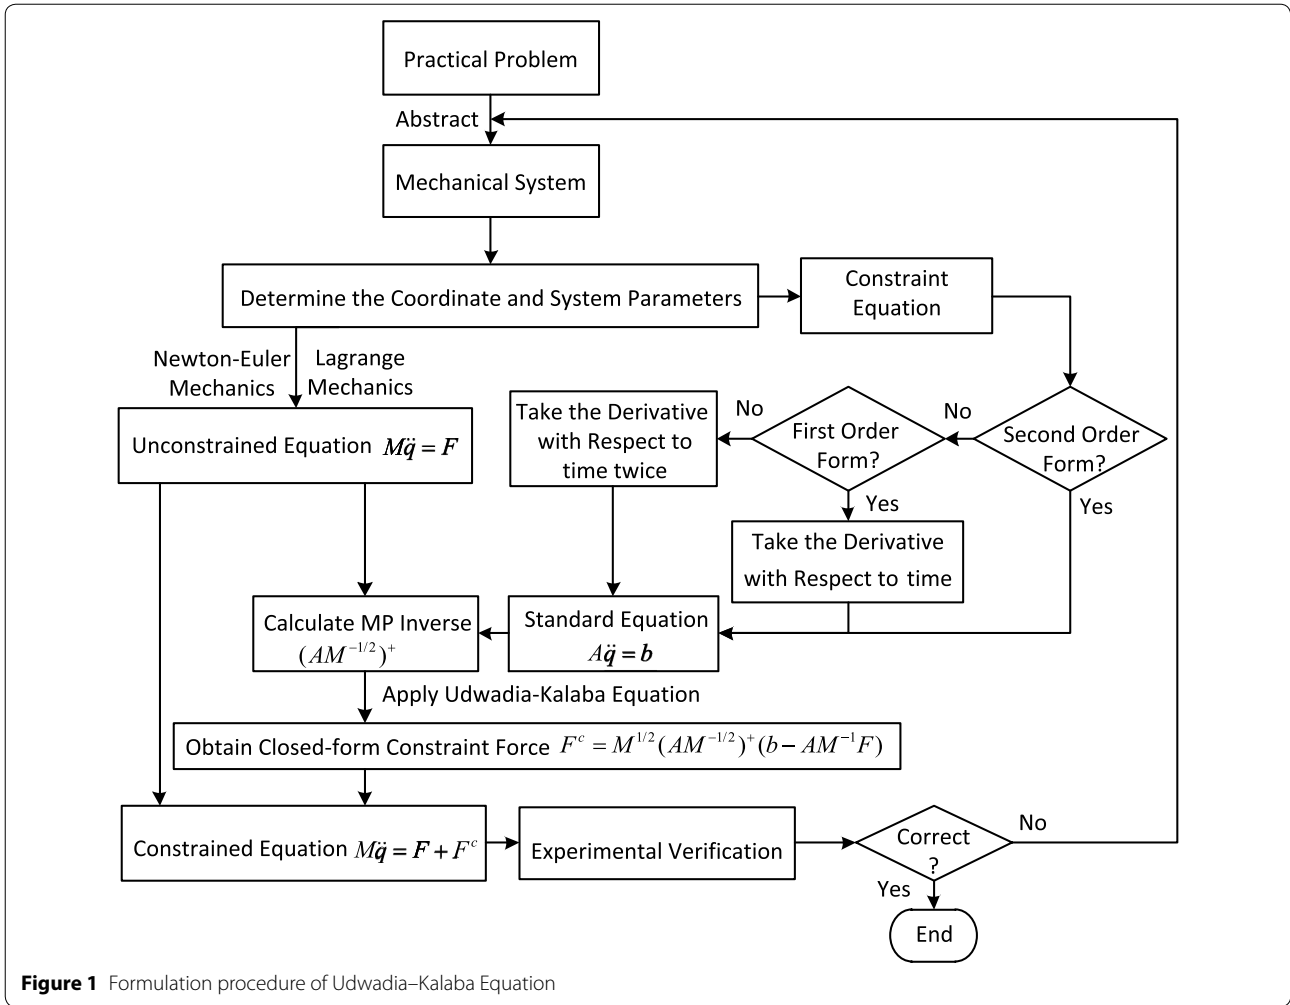 Practical Problem
Abstract
Mechanical System
Determine the Coordinate and System Parameters
Constraint
Equation
Newton-Euler
Mechanics
Lagrange
Mechanics
Unconstrained Equation Mq̈ = F
Take the Derivative
with Respect to
time twice
No
First Order
Form?
No
Second Order
Form?
Yes
Yes
Take the Derivative
with Respect to time
Calculate MP Inverse
(AM⁻¹/²)⁺
Standard Equation
Aq̈ = b
Apply Udwadia-Kalaba Equation
Obtain Closed-form Constraint Force Fᶜ = M¹/²(AM⁻¹/²)⁺(b − AM⁻¹F)
Constrained Equation Mq̈ = F + Fᶜ
Experimental Verification
Correct
?
No
Yes
End
Figure 1 Formulation procedure of Udwadia–Kalaba Equation